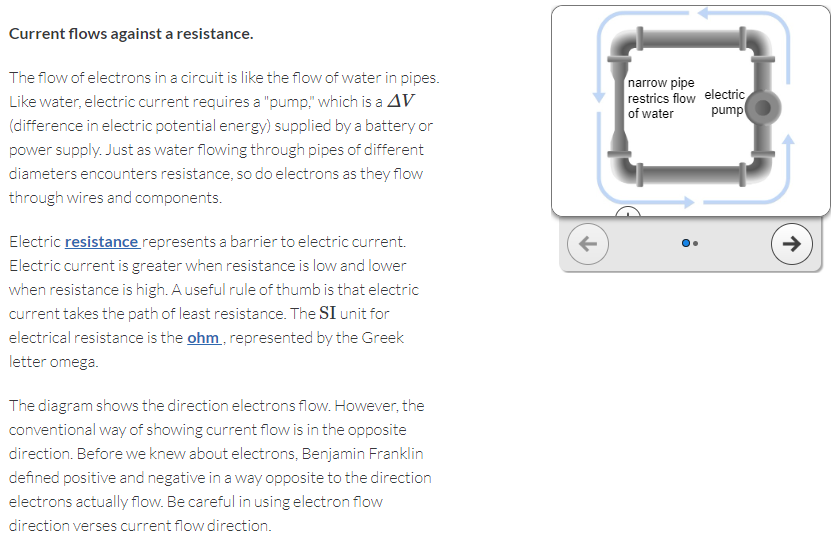 Current flows against a resistance.
The flow of electrons in a circuit is like the flow of water in pipes.
Like water, electric current requires a "pump," which is a ΔV
(difference in electric potential energy) supplied by a battery or
power supply. Just as water flowing through pipes of different
diameters encounters resistance, so do electrons as they flow
through wires and components.
Electric resistance represents a barrier to electric current.
Electric current is greater when resistance is low and lower
when resistance is high. A useful rule of thumb is that electric
current takes the path of least resistance. The SI unit for
electrical resistance is the ohm , represented by the Greek
letter omega.
The diagram shows the direction electrons flow. However, the
conventional way of showing current flow is in the opposite
direction. Before we knew about electrons, Benjamin Franklin
defined positive and negative in a way opposite to the direction
electrons actually flow. Be careful in using electron flow
direction verses current flow direction.
narrow pipe
restrics flow
of water
electric
pump